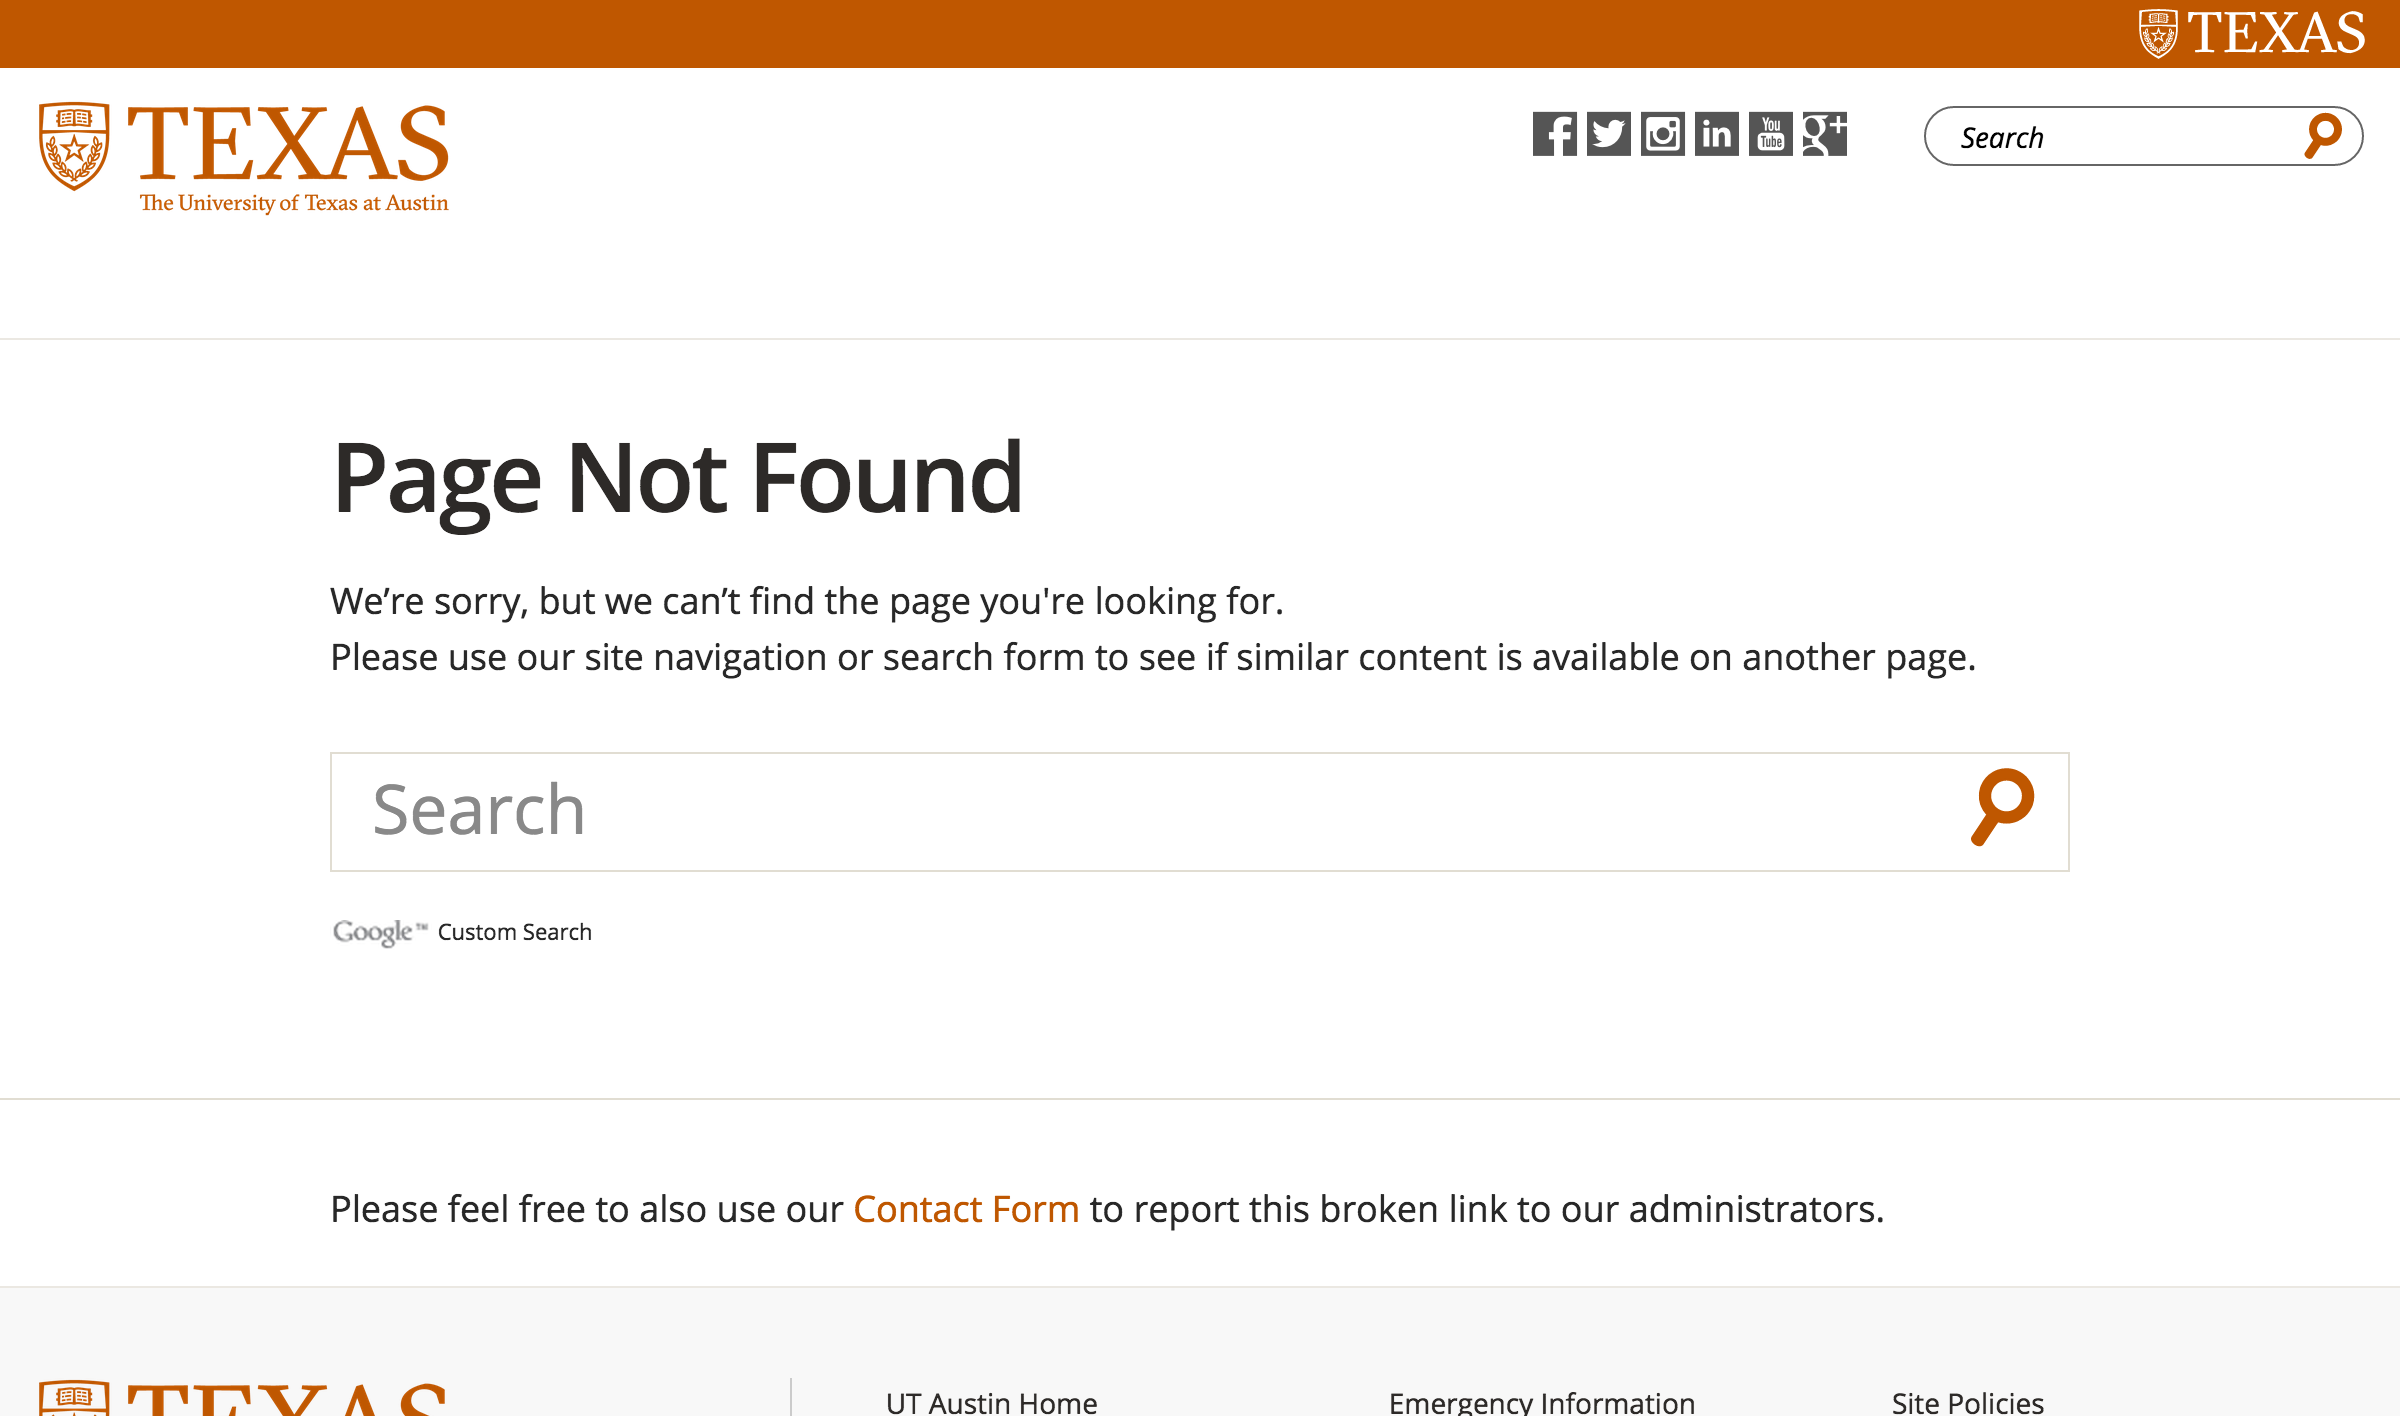 TEXAS
TEXAS
The University of Texas at Austin
f in You Tube g+
Search
Page Not Found
We’re sorry, but we can’t find the page you're looking for.
Please use our site navigation or search form to see if similar content is available on another page.
Search
Google™ Custom Search
Please feel free to also use our Contact Form to report this broken link to our administrators.
TEXAS
UT Austin Home
Emergency Information
Site Policies